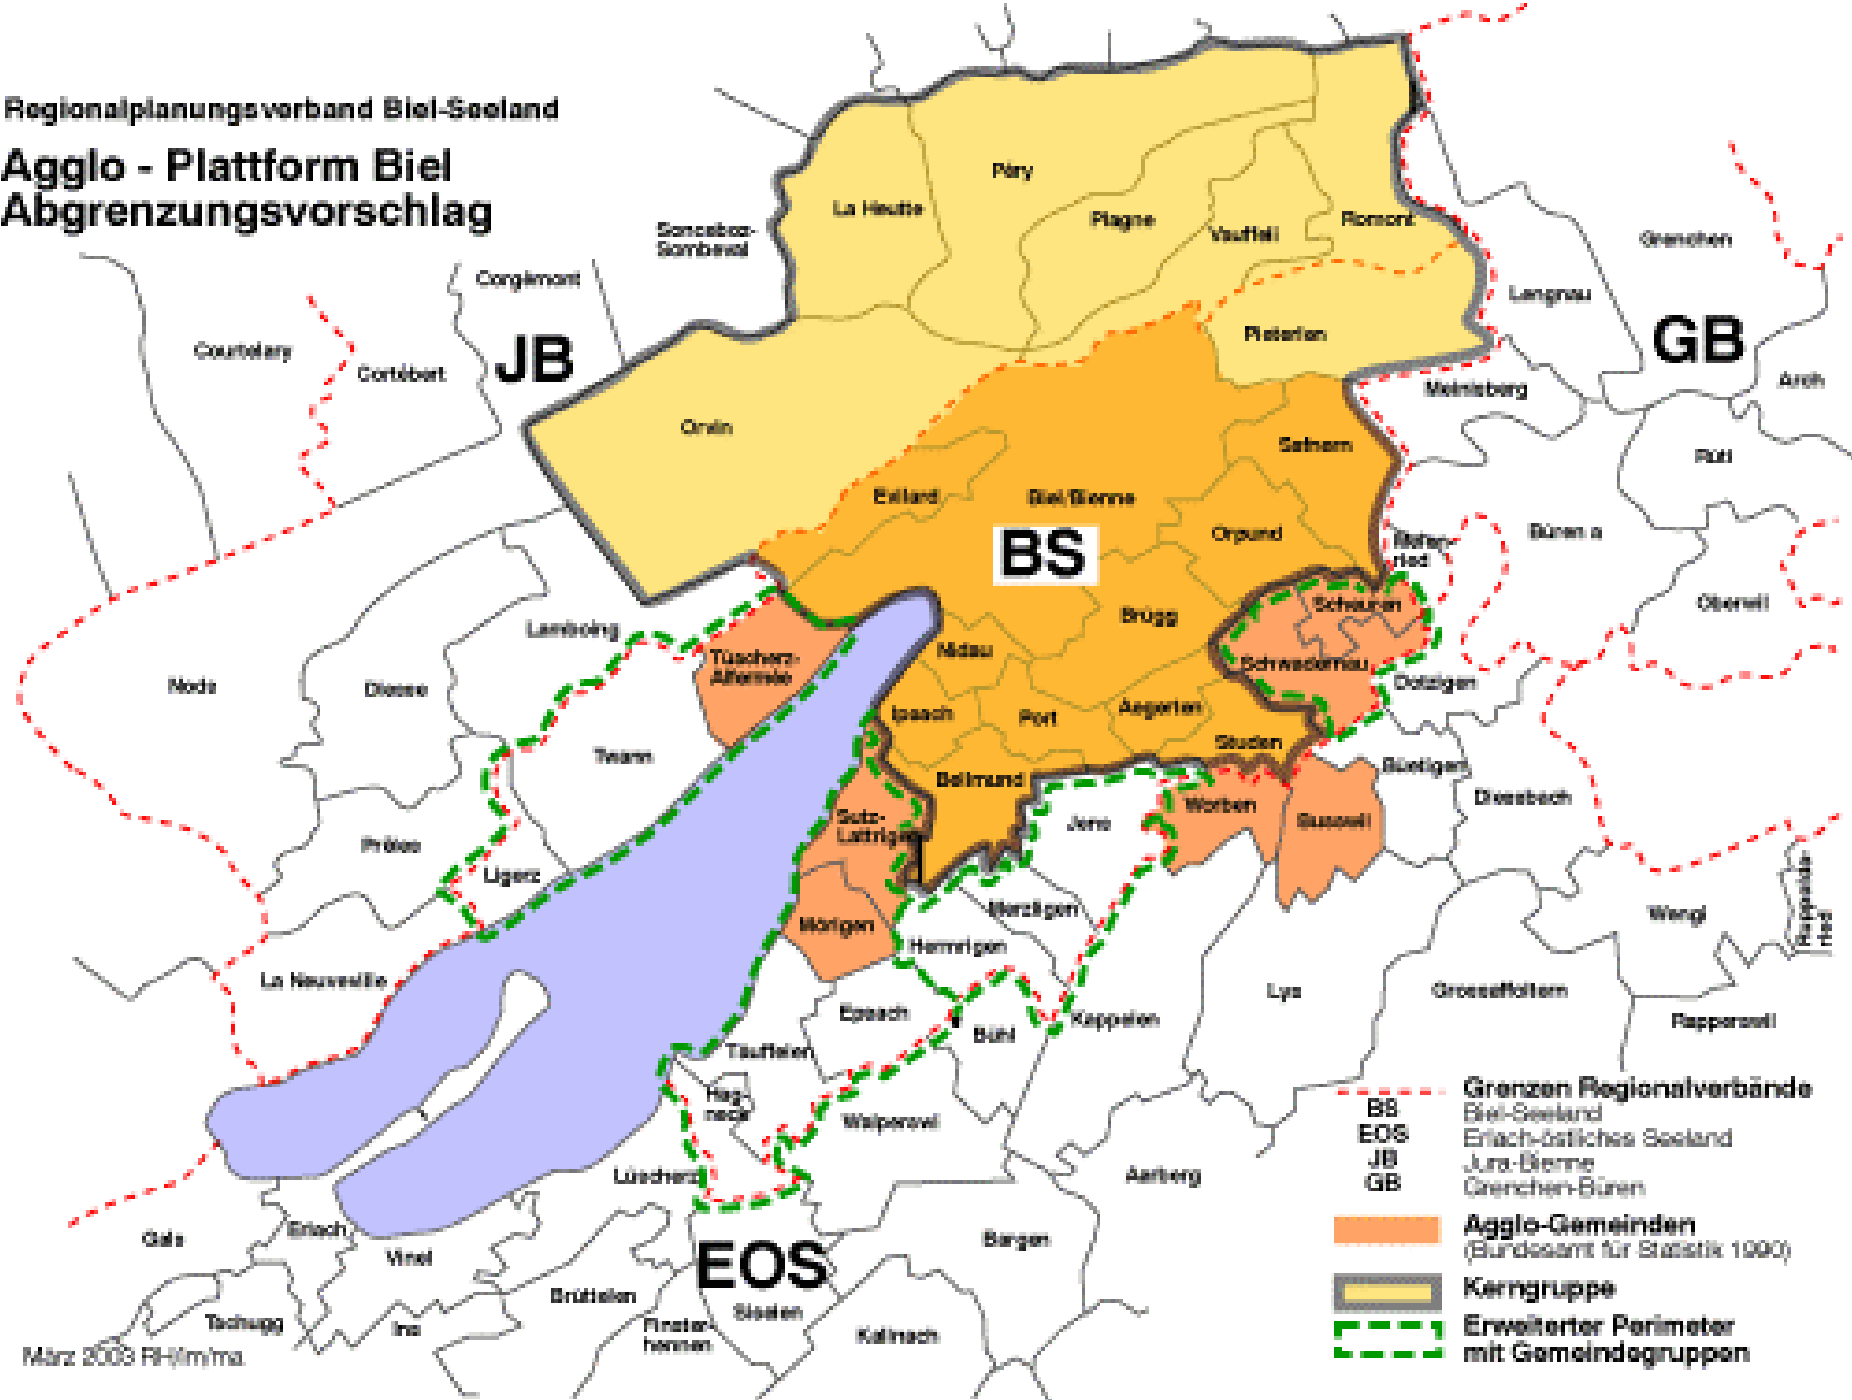 Regionalplanungsverband Biel-Seeland
Agglo - Plattform Biel
Abgrenzungsvorschlag
Péry
La Heutte
Plagne
Vauffelin
Romont
Sonceboz-
Sombeval
Grenchen
Corgémont
Lengnau
JB
GB
Courtelary
Cortébert
Pieterlen
Meinisberg
Arch
Orvin
Safnern
Rüti
Evilard
Biel/Bienne
Orpund
BS
Büren a
Oberwil
Scheuren
Brügg
Lamboing
Nidau
Tüscherz-
Alfermée
Schwadernau
Dotzigen
Node
Diesse
Ipsach
Port
Aegerten
Studen
Twann
Bellmund
Büetigen
Diessbach
Sutz-
Lattrigen
Jens
Worben
Busswil
Prêles
Ligerz
Merzligen
Wengi
Mörigen
Hermrigen
La Neuveville
Lys
Grossaffoltern
Epsach
Bühl
Kappelen
Rapperswil
Täuffelen
Hag-
neck
Walperswil
Lüscherz
Aarberg
Gals
Erlach
Vinel
Bargen
EOS
Brüttelen
Siselen
Tschugg
Ins
Finster-
hennen
Kallnach
März 2003 RH/lm/ma
Grenzen Regionalverbände
BS Biel-Seeland
EOS Erlach-östliches Seeland
JB Jura-Bienne
GB Grenchen-Büren
Agglo-Gemeinden
(Bundesamt für Statistik 1990)
Kerngruppe
Erweiterter Perimeter
mit Gemeindegruppen